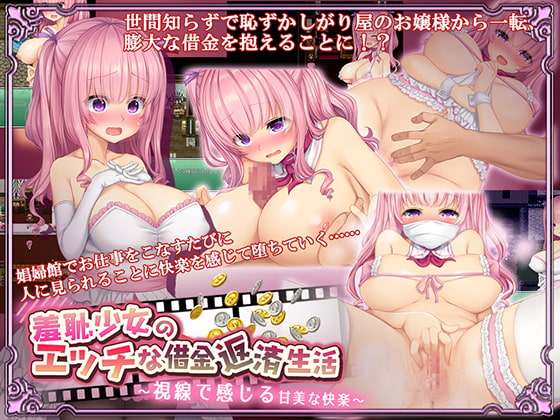 世間知らずで恥ずかしがり屋のお嬢様から一転、
膨大な借金を抱えることに！？
娼婦館でお仕事をこなすたびに
人に見られることに快楽を感じて堕ちていく……
羞恥少女の
エッチな借金返済生活
～視線で感じる甘美な快楽～